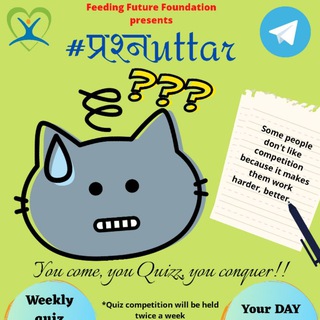 Feeding Future Foundation
presents
#प्रश्नuttar
???
Some people
don't like
competition
because it makes
them work
harder, better.
You come, you Quizz, you conquer!!
Weekly
quiz
*Quiz competition will be held
twice a week
Your DAY